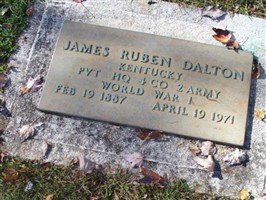 JAMES RUBEN DALTON
KENTUCKY
PVT HQ 4 CO 2 ARMY
WORLD WAR I
FEB 19 1887 APRIL 19 1971